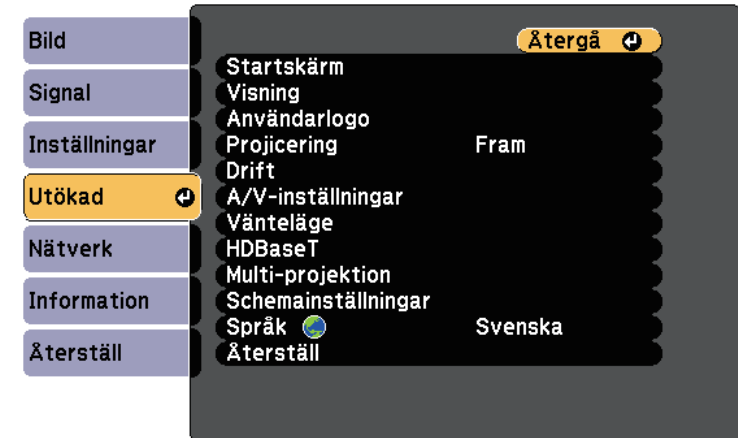 Bild
Signal
Inställningar
Utökad
Nätverk
Information
Återställ
Återgå
Startskärm
Visning
Användarlogo
Projicering Fram
Drift
A/V-inställningar
Vänteläge
HDBaseT
Multi-projektion
Schemainställningar
Språk Svenska
Återställ